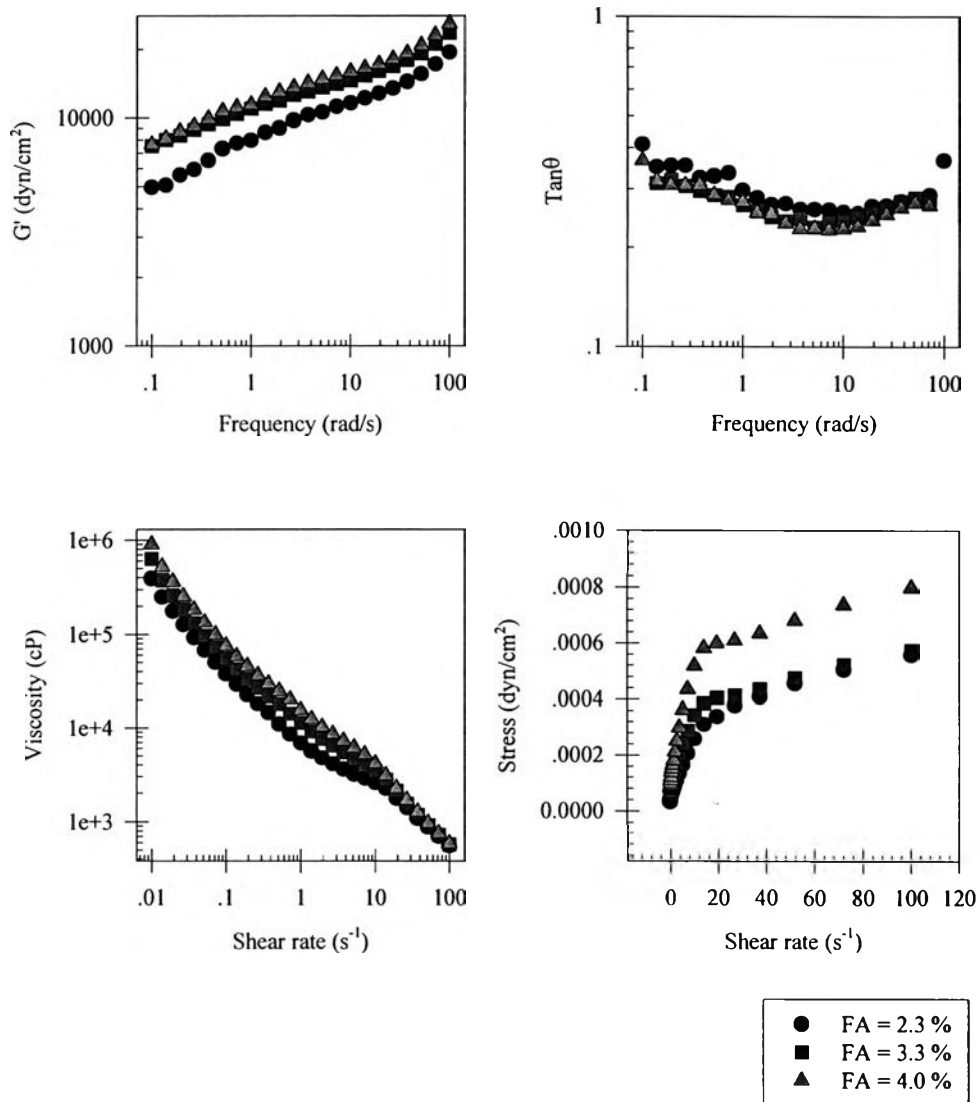 G' (dyn/cm²)
10000
1000
.1 1 10 100
Frequency (rad/s)
Tanθ
1
.1
.1 1 10 100
Frequency (rad/s)
Viscosity (cP)
1e+6
1e+5
1e+4
1e+3
.01 .1 1 10 100
Shear rate (s⁻¹)
Stress (dyn/cm²)
.0010
.0008
.0006
.0004
.0002
0.0000
0 20 40 60 80 100 120
Shear rate (s⁻¹)
FA = 2.3 %
FA = 3.3 %
FA = 4.0 %